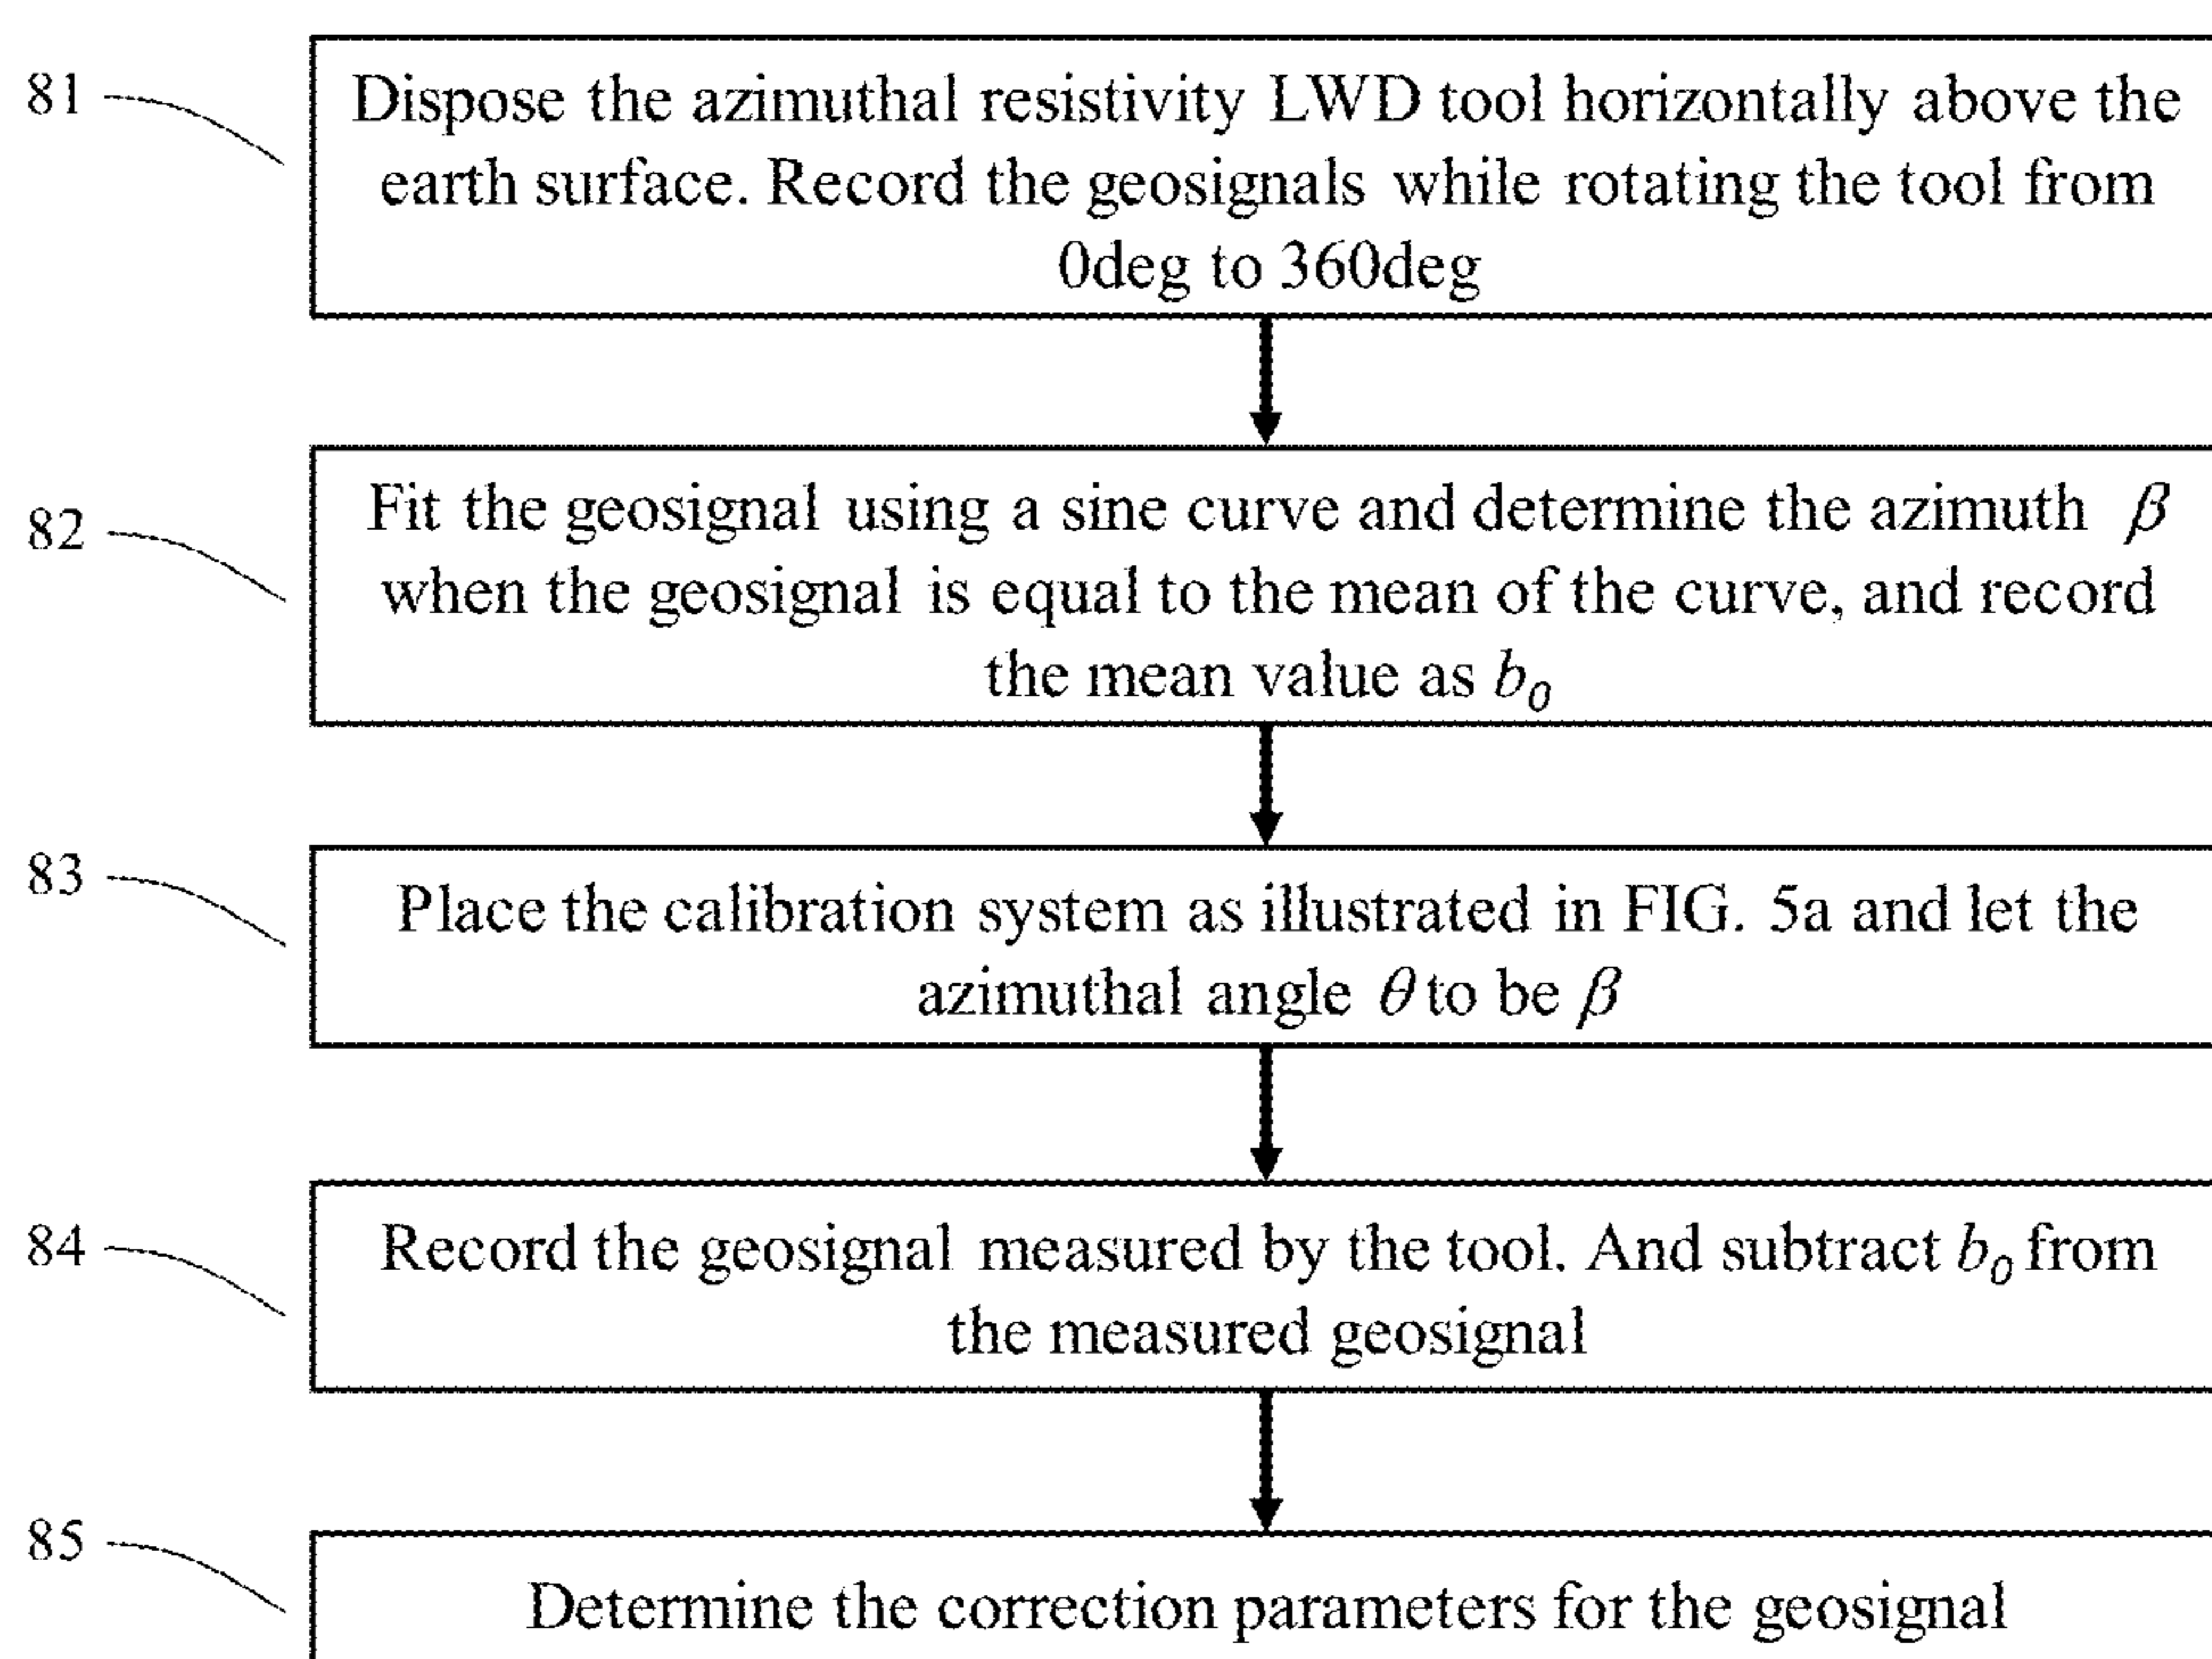 81
Dispose the azimuthal resistivity LWD tool horizontally above the
earth surface. Record the geosignals while rotating the tool from
0deg to 360deg
82
Fit the geosignal using a sine curve and determine the azimuth β
when the geosignal is equal to the mean of the curve, and record
the mean value as b₀
83
Place the calibration system as illustrated in FIG. 5a and let the
azimuthal angle θ to be β
84
Record the geosignal measured by the tool. And subtract b₀ from
the measured geosignal
85
Determine the correction parameters for the geosignal